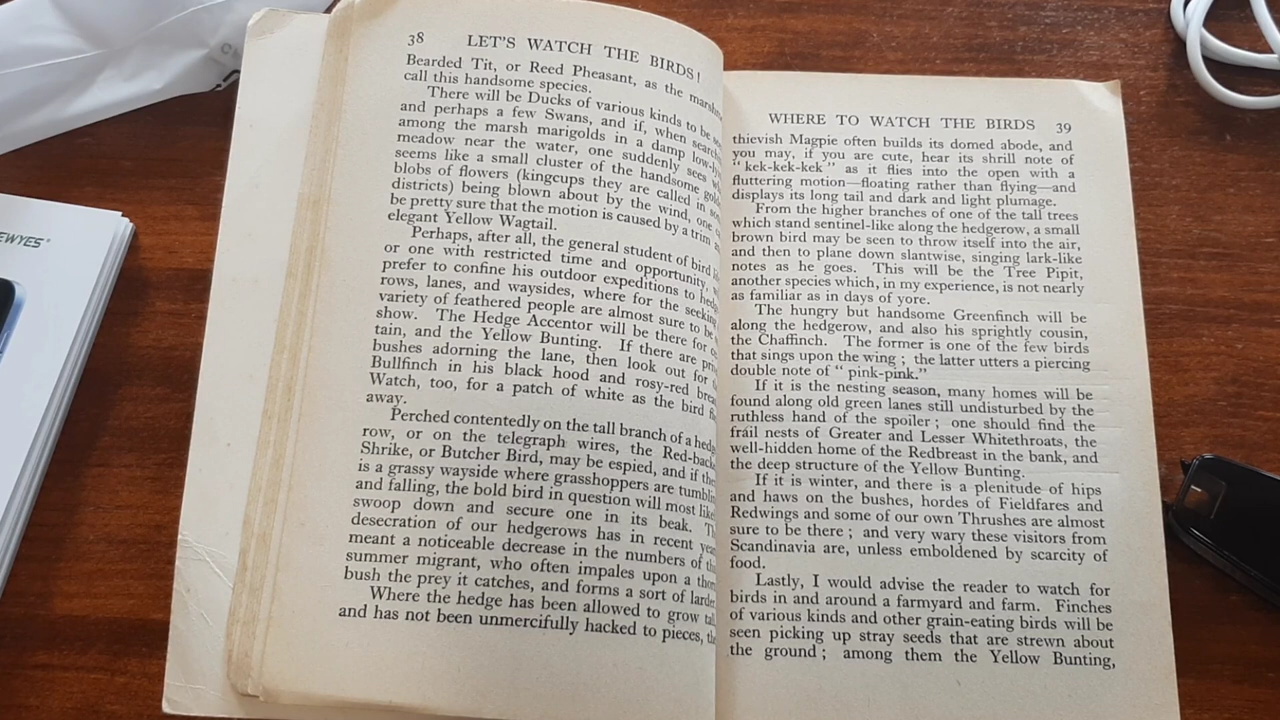 38 LET'S WATCH THE BIRDS!
Bearded Tit, or Reed Pheasant, as the
call this handsome species.
There will be Ducks of various kinds to be
and perhaps a few Swans, and if, when
among the marsh marigolds in a damp
meadow near the water, one suddenly sees
seems like a small cluster of the handsome
blobs of flowers (kingcups they are called in
districts) being blown about by the wind, one
be pretty sure that the motion is caused by a trim
elegant Yellow Wagtail.
Perhaps, after all, the general student of bird
or one with restricted time and opportunity,
prefer to confine his outdoor expeditions to
rows, lanes, and waysides, where for the seeking
variety of feathered people are almost sure to be
show. The Hedge Accentor will be there for
tain, and the Yellow Bunting. If there are
bushes adorning the lane, then look out for
Bullfinch in his black hood and rosy-red
Watch, too, for a patch of white as the bird
away.
Perched contentedly on the tall branch of a
row, or on the telegraph wires, the
Shrike, or Butcher Bird, may be espied, and if
is a grassy wayside where grasshoppers are
and falling, the bold bird in question will most
swoop down and secure one in its beak.
desecration of our hedgerows has in recent
meant a noticeable decrease in the numbers of
summer migrant, who often impales upon a
bush the prey it catches, and forms a sort of
Where the hedge has been allowed to grow
and has not been unmercifully hacked to pieces,
WHERE TO WATCH THE BIRDS 39
thievish Magpie often builds its domed abode, and
you may, if you are cute, hear its shrill note of
" kek-kek-kek " as it flies into the open with a
fluttering motion—floating rather than flying—and
displays its long tail and dark and light plumage.
From the higher branches of one of the tall trees
which stand sentinel-like along the hedgerow, a small
brown bird may be seen to throw itself into the air,
and then to plane down slantwise, singing lark-like
notes as he goes. This will be the Tree Pipit,
another species which, in my experience, is not nearly
as familiar as in days of yore.
The hungry but handsome Greenfinch will be
along the hedgerow, and also his sprightly cousin,
the Chaffinch. The former is one of the few birds
that sings upon the wing ; the latter utters a piercing
double note of " pink-pink."
If it is the nesting season, many homes will be
found along old green lanes still undisturbed by the
ruthless hand of the spoiler ; one should find the
frail nests of Greater and Lesser Whitethroats, the
well-hidden home of the Redbreast in the bank, and
the deep structure of the Yellow Bunting.
If it is winter, and there is a plenitude of hips
and haws on the bushes, hordes of Fieldfares and
Redwings and some of our own Thrushes are almost
sure to be there ; and very wary these visitors from
Scandinavia are, unless emboldened by scarcity of
food.
Lastly, I would advise the reader to watch for
birds in and around a farmyard and farm. Finches
of various kinds and other grain-eating birds will be
seen picking up stray seeds that are strewn about
the ground ; among them the Yellow Bunting,